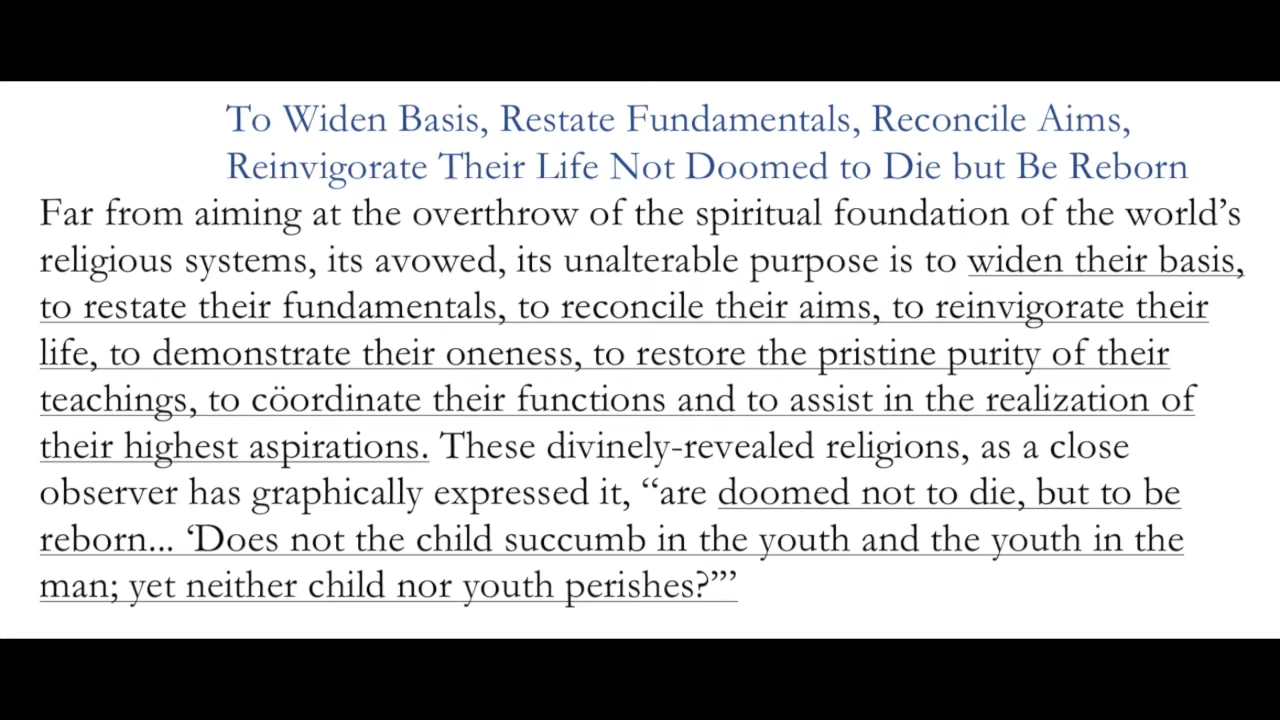 To Widen Basis, Restate Fundamentals, Reconcile Aims,
Reinvigorate Their Life Not Doomed to Die but Be Reborn
Far from aiming at the overthrow of the spiritual foundation of the world’s
religious systems, its avowed, its unalterable purpose is to widen their basis,
to restate their fundamentals, to reconcile their aims, to reinvigorate their
life, to demonstrate their oneness, to restore the pristine purity of their
teachings, to cöordinate their functions and to assist in the realization of
their highest aspirations. These divinely-revealed religions, as a close
observer has graphically expressed it, “are doomed not to die, but to be
reborn... ‘Does not the child succumb in the youth and the youth in the
man; yet neither child nor youth perishes?”’